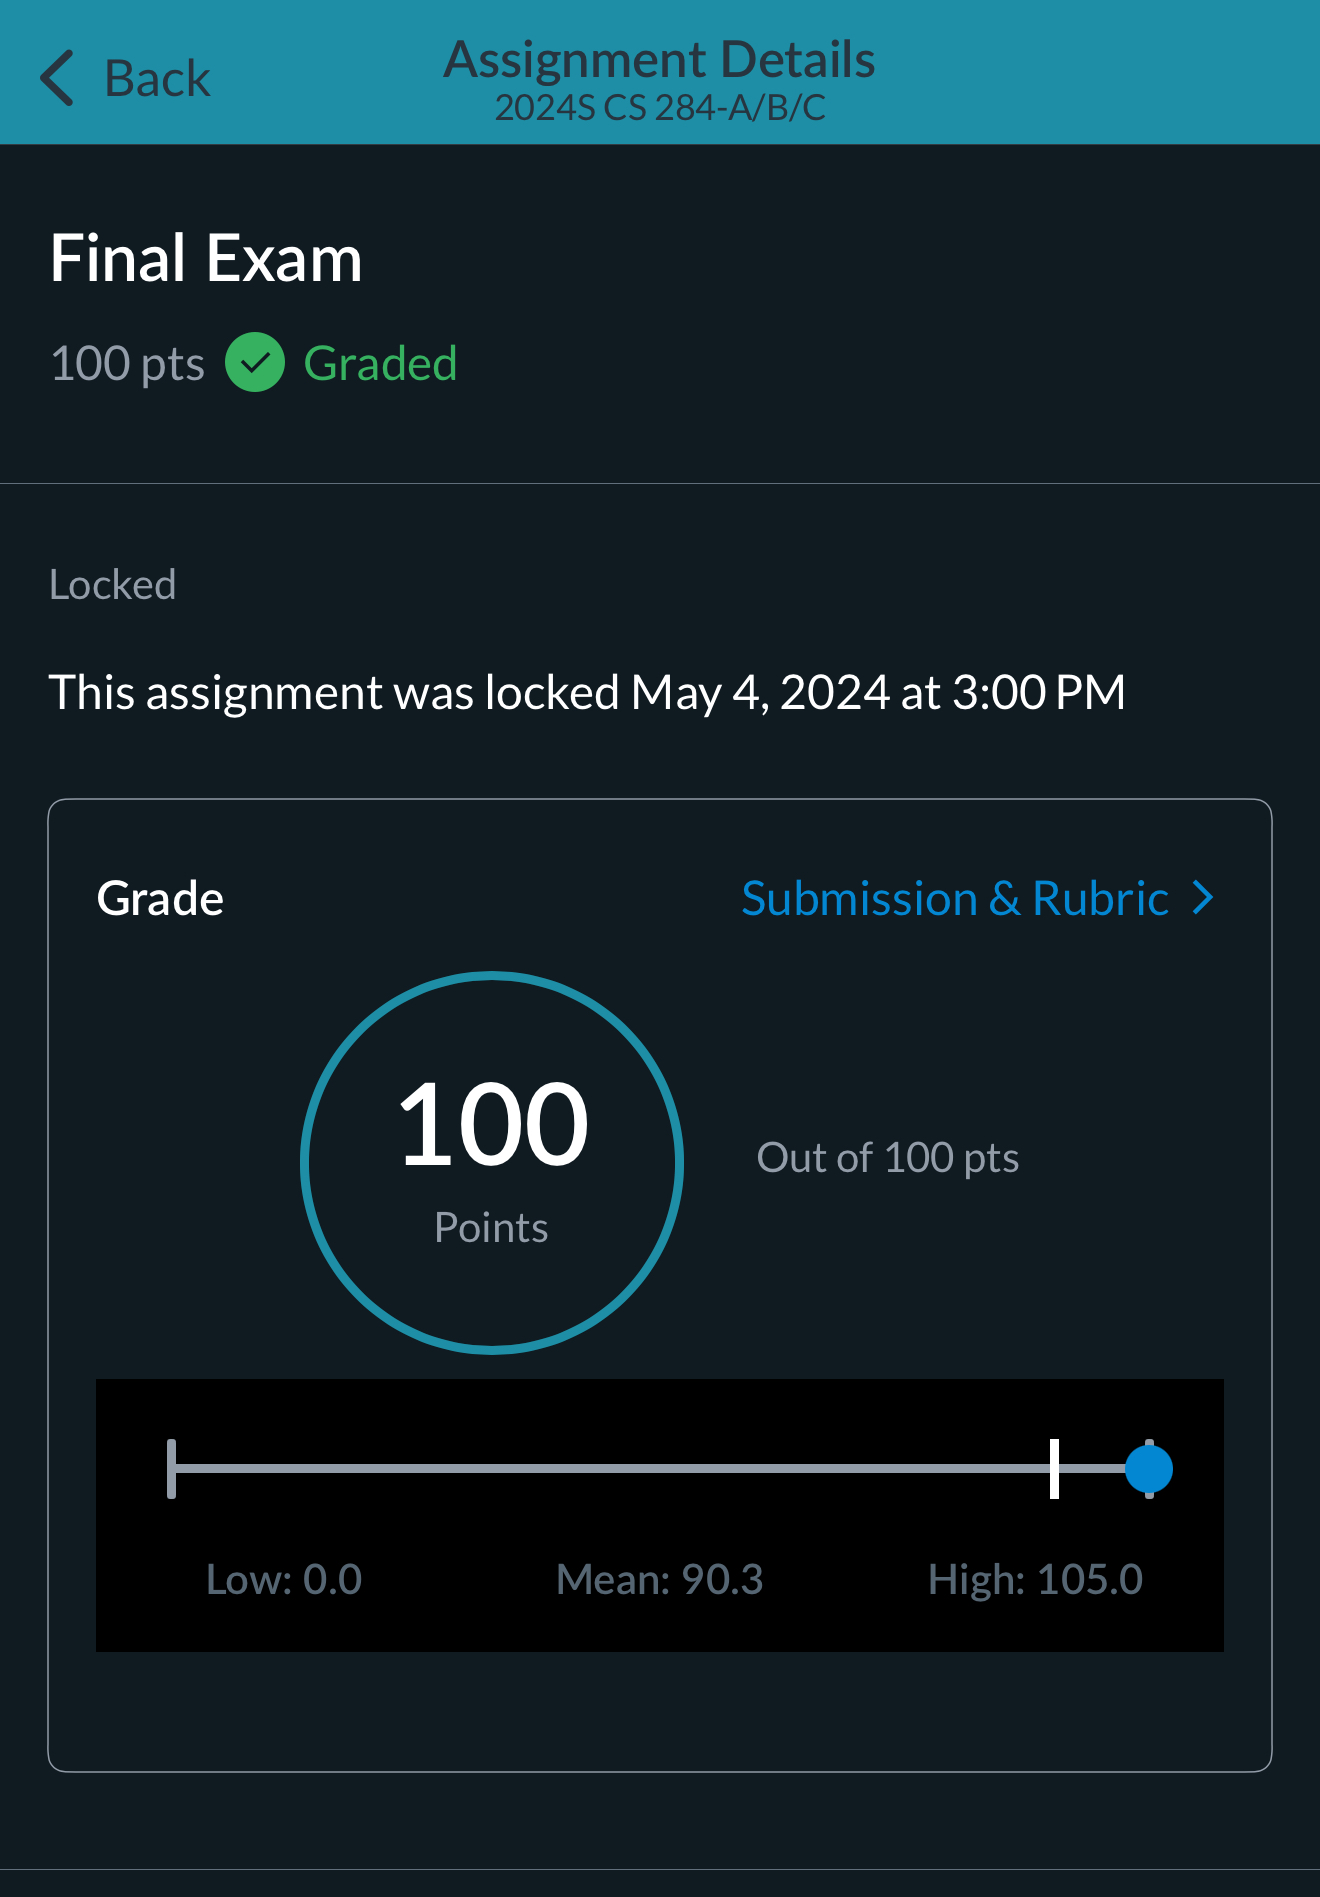 Back
Assignment Details
2024S CS 284-A/B/C
Final Exam
100 pts Graded
Locked
This assignment was locked May 4, 2024 at 3:00 PM
Grade
Submission & Rubric
100
Points
Out of 100 pts
Low: 0.0
Mean: 90.3
High: 105.0